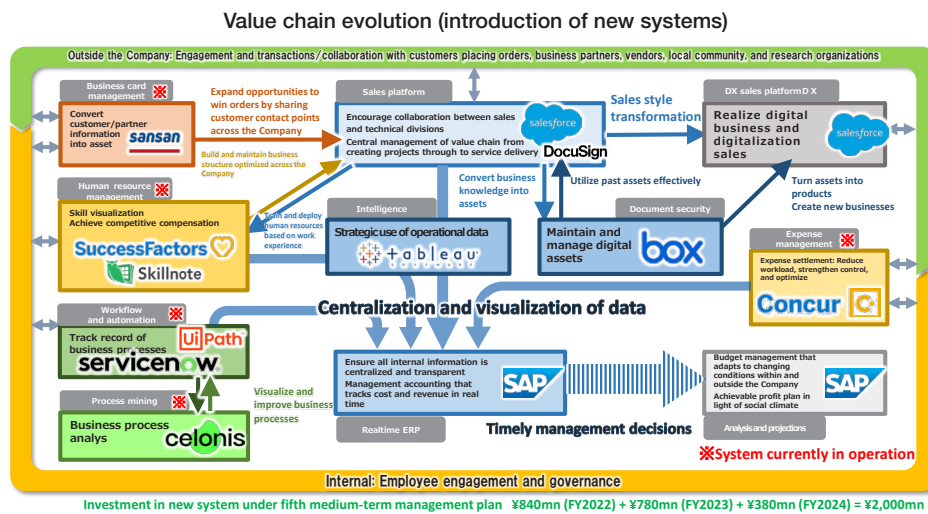 Value chain evolution (introduction of new systems)
Outside the Company: Engagement and transactions/collaboration with customers placing orders, business partners, vendors, local community, and research organizations
Business card
management ※
Convert
customer/partner
information
into asset
sansan
Expand opportunities to
win orders by sharing
customer contact points
across the Company
Sales platform
Encourage collaboration between sales
and technical divisions
Central management of value chain from
creating projects through to service delivery
salesforce
DocuSign
Sales style
transformation
DX sales platformD X
Realize digital
business and
digitalization
sales
salesforce
Build and maintain business
structure optimized across the
Company
Human resource
management ※
Skill visualization
Achieve competitive compensation
SuccessFactors
Skillnote
Train and deploy
human resources
based on work
experience
Convert business
knowledge into
assets
Utilize past assets effectively
Turn assets into
products
Create new businesses
Intelligence
Strategic use of operational data
+ableau
SOFTWARE
Document security
Maintain and
manage digital
assets
box
Expense
management ※
Expense settlement: Reduce
workload, strengthen control,
and optimize
Concur C
Centralization and visualization of data
Workflow
and automation ※
Track record of
business processes
UiPath
servicenow
Visualize and
improve business
processes
Process mining ※
Business process
analys
celonis
Ensure all internal information is
centralized and transparent
Management accounting that
tracks cost and revenue in real
time
SAP
Realtime ERP
Timely management decisions
Budget management that
adapts to changing
conditions within and
outside the Company
Achievable profit plan in
light of social climate
SAP
Analysis and projections
※System currently in operation
Internal: Employee engagement and governance
Investment in new system under fifth medium-term management plan ¥840mn (FY2022) + ¥780mn (FY2023) + ¥380mn (FY2024) = ¥2,000mn